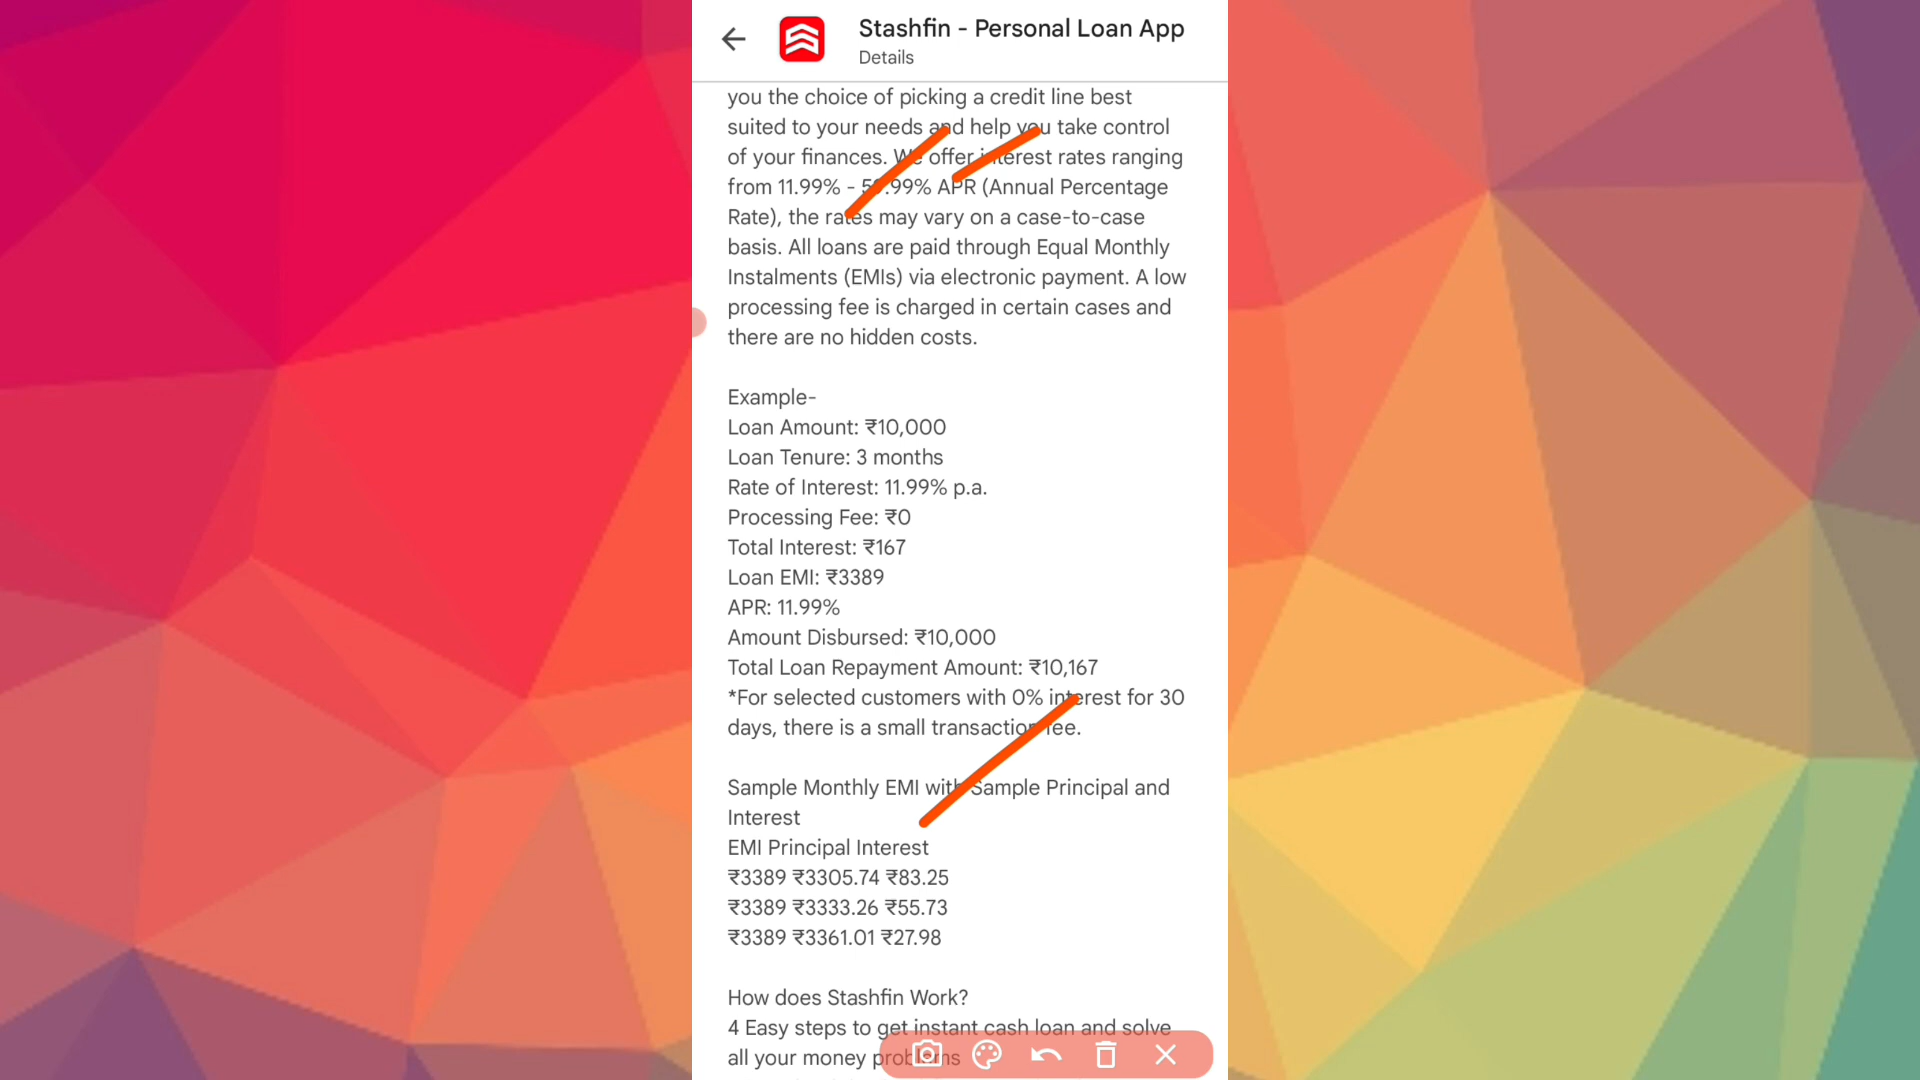 Stashfin - Personal Loan App
Details
you the choice of picking a credit line best
suited to your needs and help you take control
of your finances. We offer interest rates ranging
from 11.99% - 59.99% APR (Annual Percentage
Rate), the rates may vary on a case-to-case
basis. All loans are paid through Equal Monthly
Instalments (EMIs) via electronic payment. A low
processing fee is charged in certain cases and
there are no hidden costs.
Example-
Loan Amount: ₹10,000
Loan Tenure: 3 months
Rate of Interest: 11.99% p.a.
Processing Fee: ₹0
Total Interest: ₹167
Loan EMI: ₹3389
APR: 11.99%
Amount Disbursed: ₹10,000
Total Loan Repayment Amount: ₹10,167
*For selected customers with 0% interest for 30
days, there is a small transaction fee.
Sample Monthly EMI with Sample Principal and
Interest
EMI Principal Interest
₹3389 ₹3305.74 ₹83.25
₹3389 ₹3333.26 ₹55.73
₹3389 ₹3361.01 ₹27.98
How does Stashfin Work?
4 Easy steps to get instant cash loan and solve
all your money problems